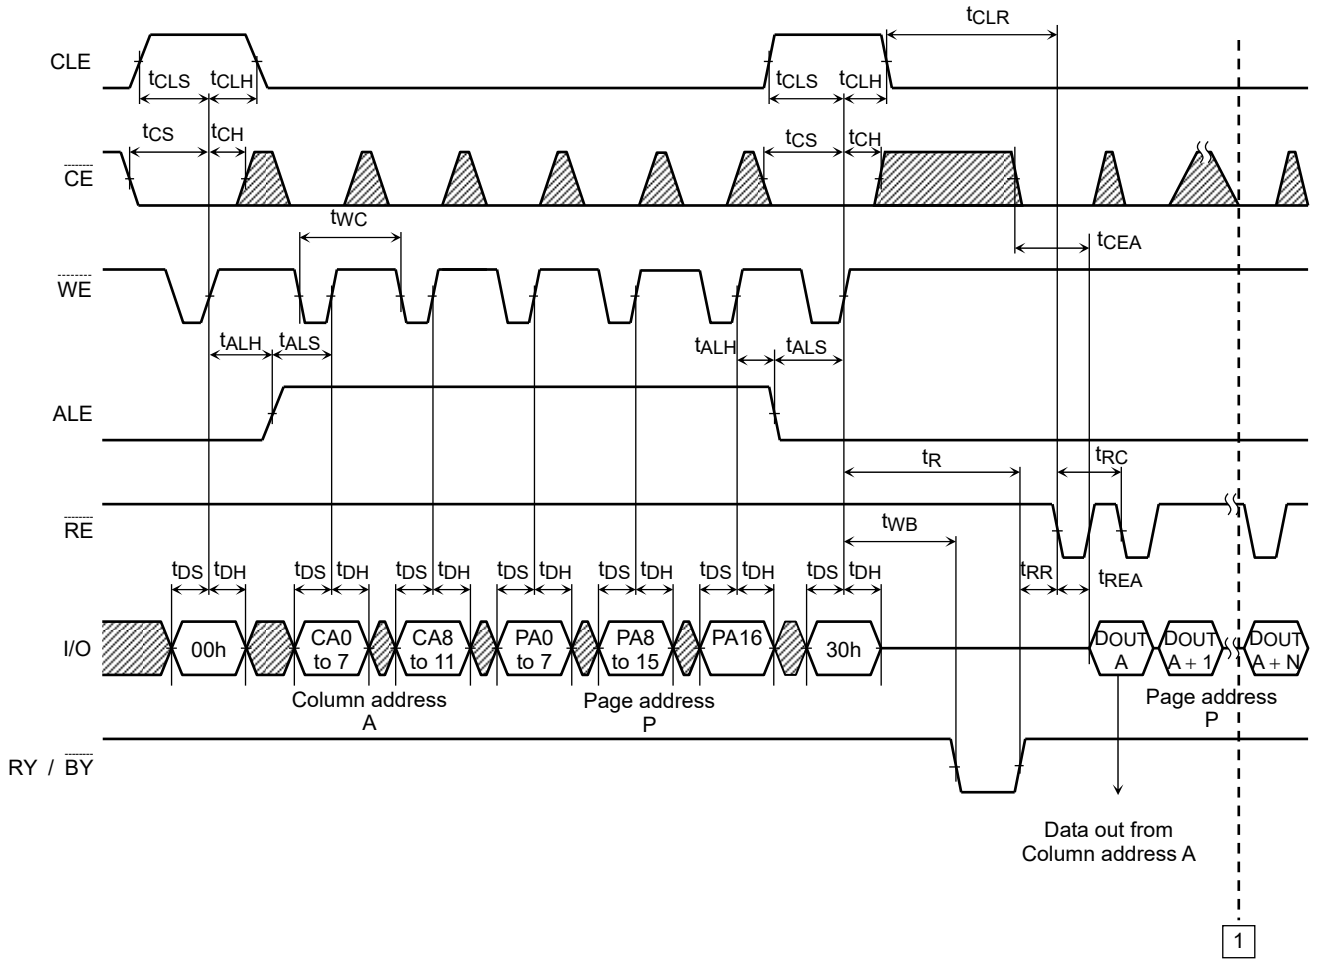 tCLR
CLE
tCLS tCLH tCLS tCLH
tCS tCH tCS tCH
CE
tWC
tCEA
WE
tALH tALS tALH tALS
ALE
tR tRC
RE
tWB
tDS tDH tDS tDH tDS tDH tDS tDH tDS tDH tDS tDH tDS tDH tRR tREA
I/O 00h CA0 to 7 CA8 to 11 PA0 to 7 PA8 to 15 PA16 30h DOUT A DOUT A + 1 DOUT A + N
Column address A
Page address P
Page address P
RY / BY
Data out from
Column address A
1